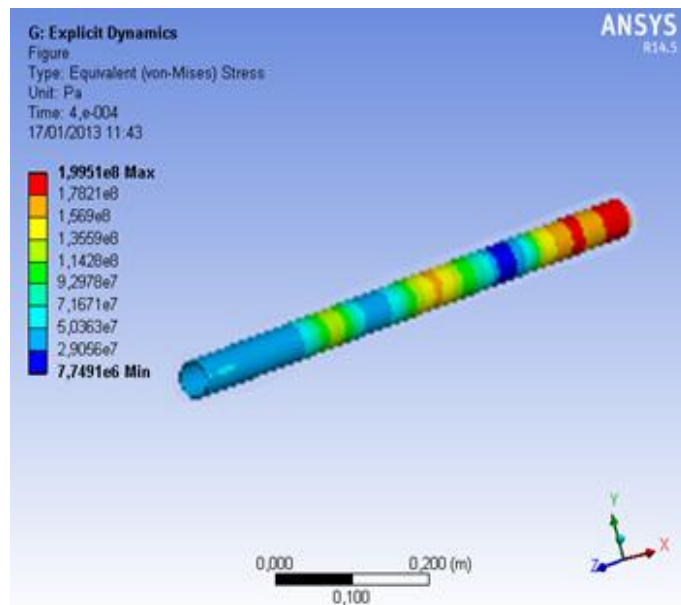 G: Explicit Dynamics
Figure
Type: Equivalent (von-Mises) Stress
Unit: Pa
Time: 4,e-004
17/01/2013 11:43
ANSYS
R14.5
1,9951e8 Max
1,7821e8
1,569e8
1,3559e8
1,1428e8
9,2978e7
7,1671e7
5,0363e7
2,9056e7
7,7491e6 Min
Y
X
Z
0,000 0,200 (m)
0,100